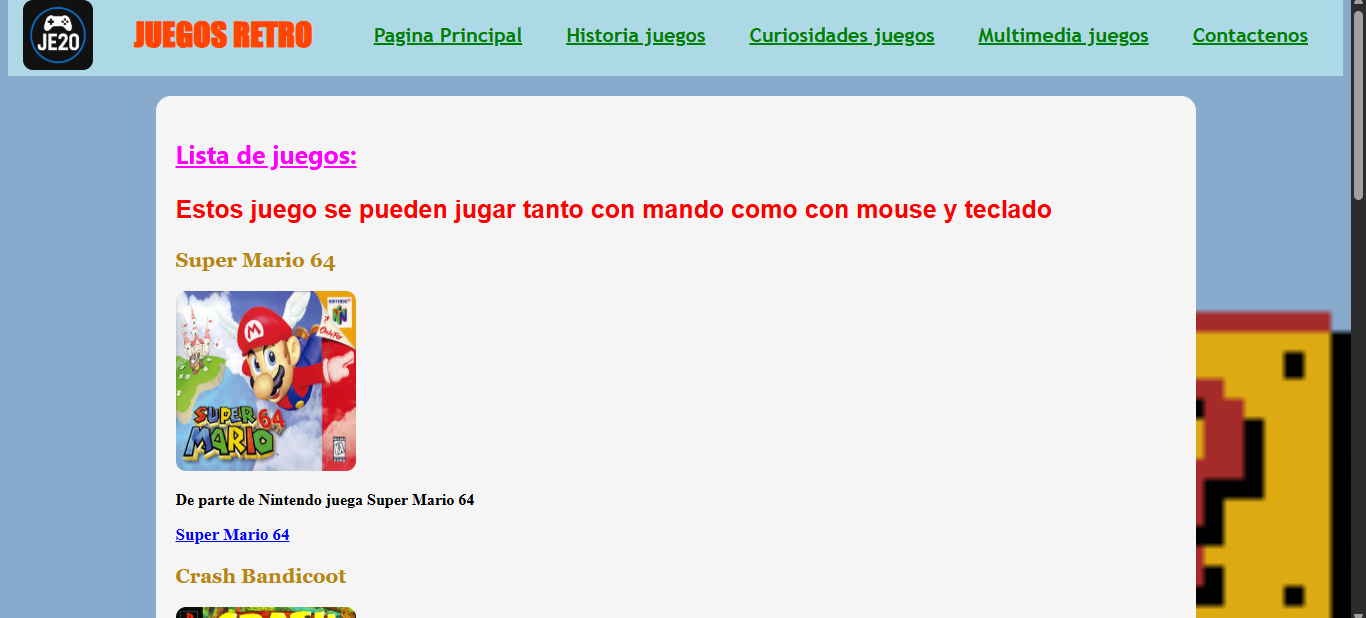 JE20
JUEGOS RETRO
Pagina Principal
Historia juegos
Curiosidades juegos
Multimedia juegos
Contactenos
Lista de juegos:
Estos juego se pueden jugar tanto con mando como con mouse y teclado
Super Mario 64
SUPER 64
MARIO
De parte de Nintendo juega Super Mario 64
Super Mario 64
Crash Bandicoot